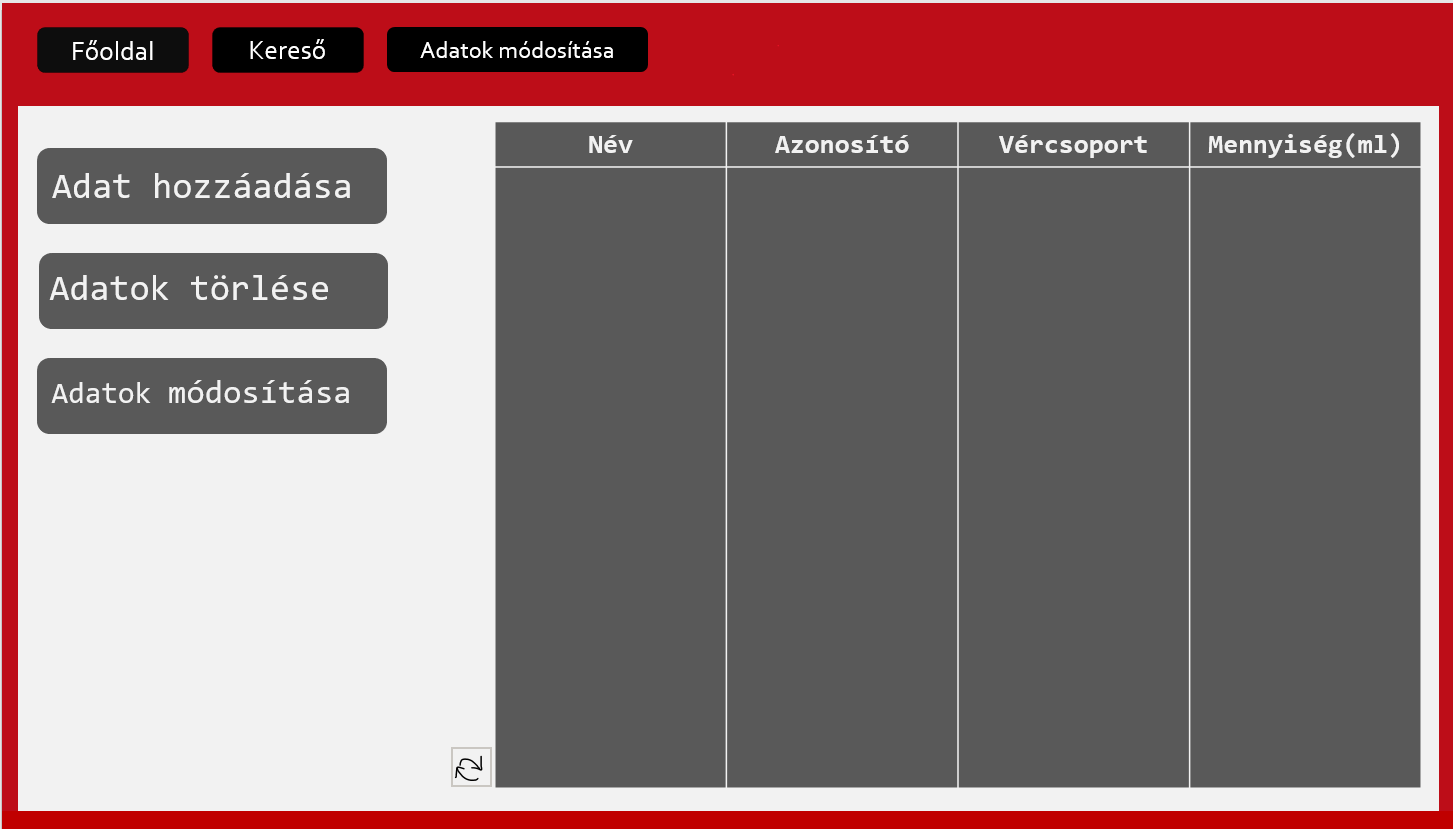 Főoldal Kereső Adatok módosítása
Név Azonosító Vércsoport Mennyiség(ml)
Adat hozzáadása
Adatok törlése
Adatok módosítása